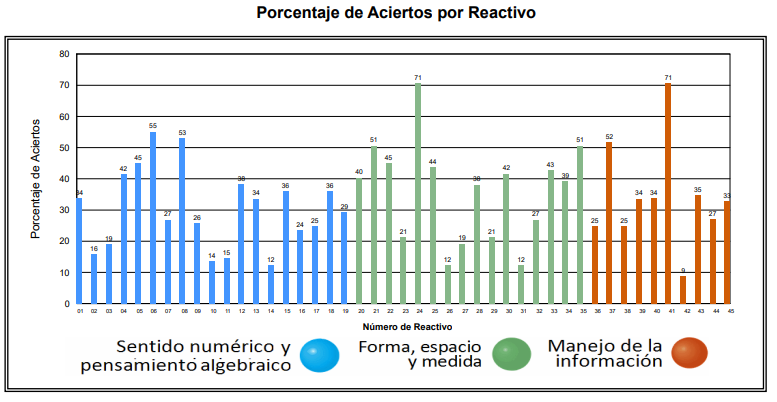 Porcentaje de Aciertos por Reactivo
Porcentaje de Aciertos
80
70
60
50
40
30
20
10
0
34 16 19 42 45 55 27 53 26 14 15 38 34 12 36 24 25 36 29 40 51 45 21 71 44 12 19 38 21 42 12 27 43 39 51 25 52 25 34 34 71 9 35 27 33
01 02 03 04 05 06 07 08 09 10 11 12 13 14 15 16 17 18 19 20 21 22 23 24 25 26 27 28 29 30 31 32 33 34 35 36 37 38 39 40 41 42 43 44 45
Número de Reactivo
Sentido numérico y
pensamiento algebraico
Forma, espacio
y medida
Manejo de la
información